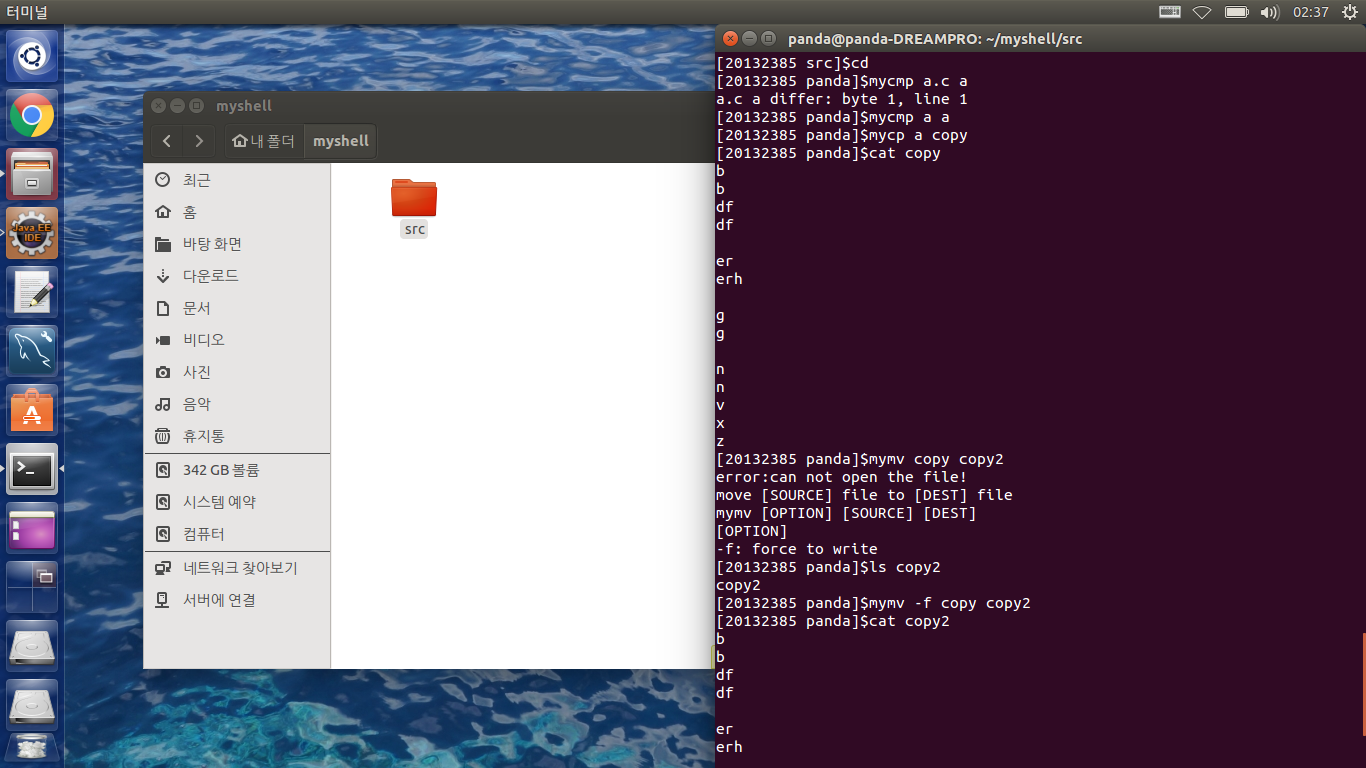 터미널
02:37
myshell
내 폴더
myshell
최근
홈
바탕 화면
다운로드
문서
비디오
사진
음악
휴지통
342 GB 볼륨
시스템 예약
컴퓨터
네트워크 찾아보기
서버에 연결
src
Java EE
IDE
panda@panda-DREAMPRO: ~/myshell/src
[20132385 src]$cd
[20132385 panda]$mycmp a.c a
a.c a differ: byte 1, line 1
[20132385 panda]$mycmp a a
[20132385 panda]$mycp a copy
[20132385 panda]$cat copy
b
b
df
df
er
erh
g
g
n
n
v
x
z
[20132385 panda]$mymv copy copy2
error:can not open the file!
move [SOURCE] file to [DEST] file
mymv [OPTION] [SOURCE] [DEST]
[OPTION]
-f: force to write
[20132385 panda]$ls copy2
copy2
[20132385 panda]$mymv -f copy copy2
[20132385 panda]$cat copy2
b
b
df
df
er
erh